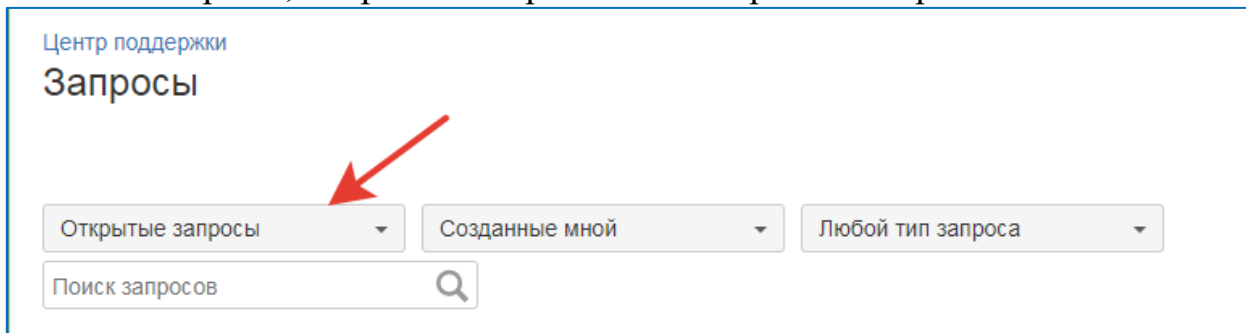 Центр поддержки
Запросы
Открытые запросы
Созданные мной
Любой тип запроса
Поиск запросов